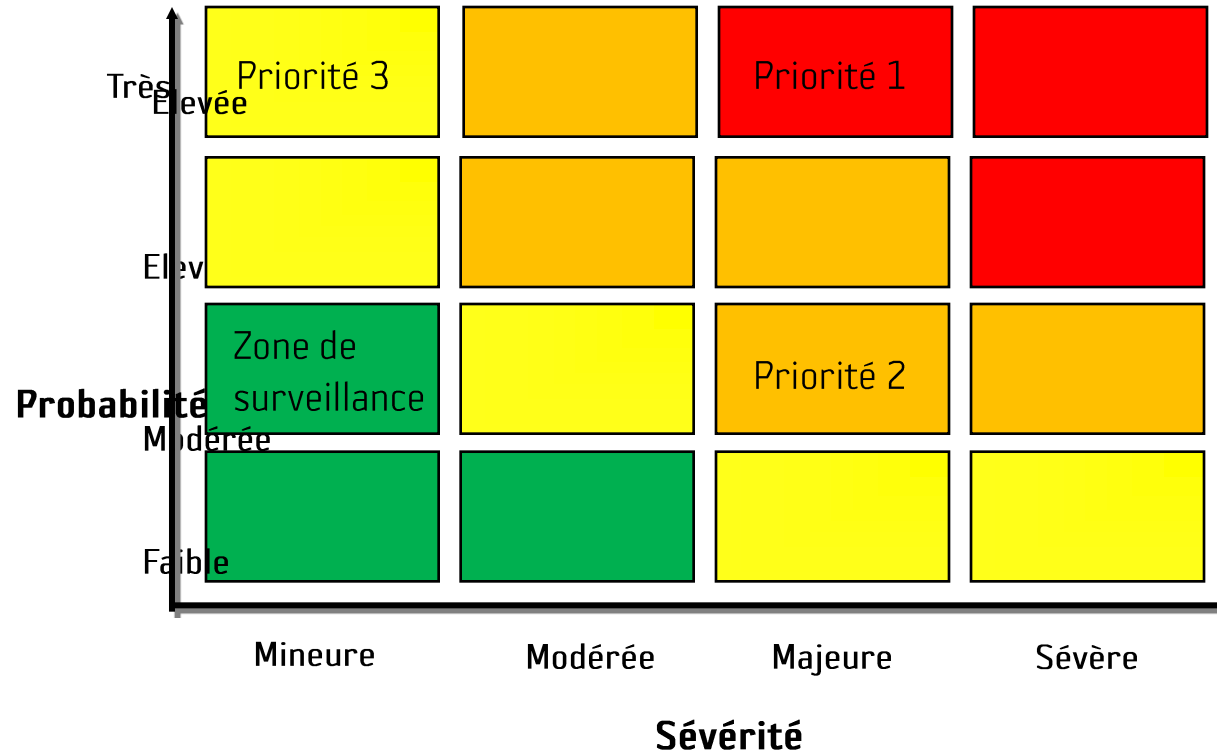 Priorité 3
Priorité 1
Très
Elevée
Elev
Zone de
surveillance
Priorité 2
Probabilité
Modérée
Faible
Mineure
Modérée
Majeure
Sévère
Sévérité